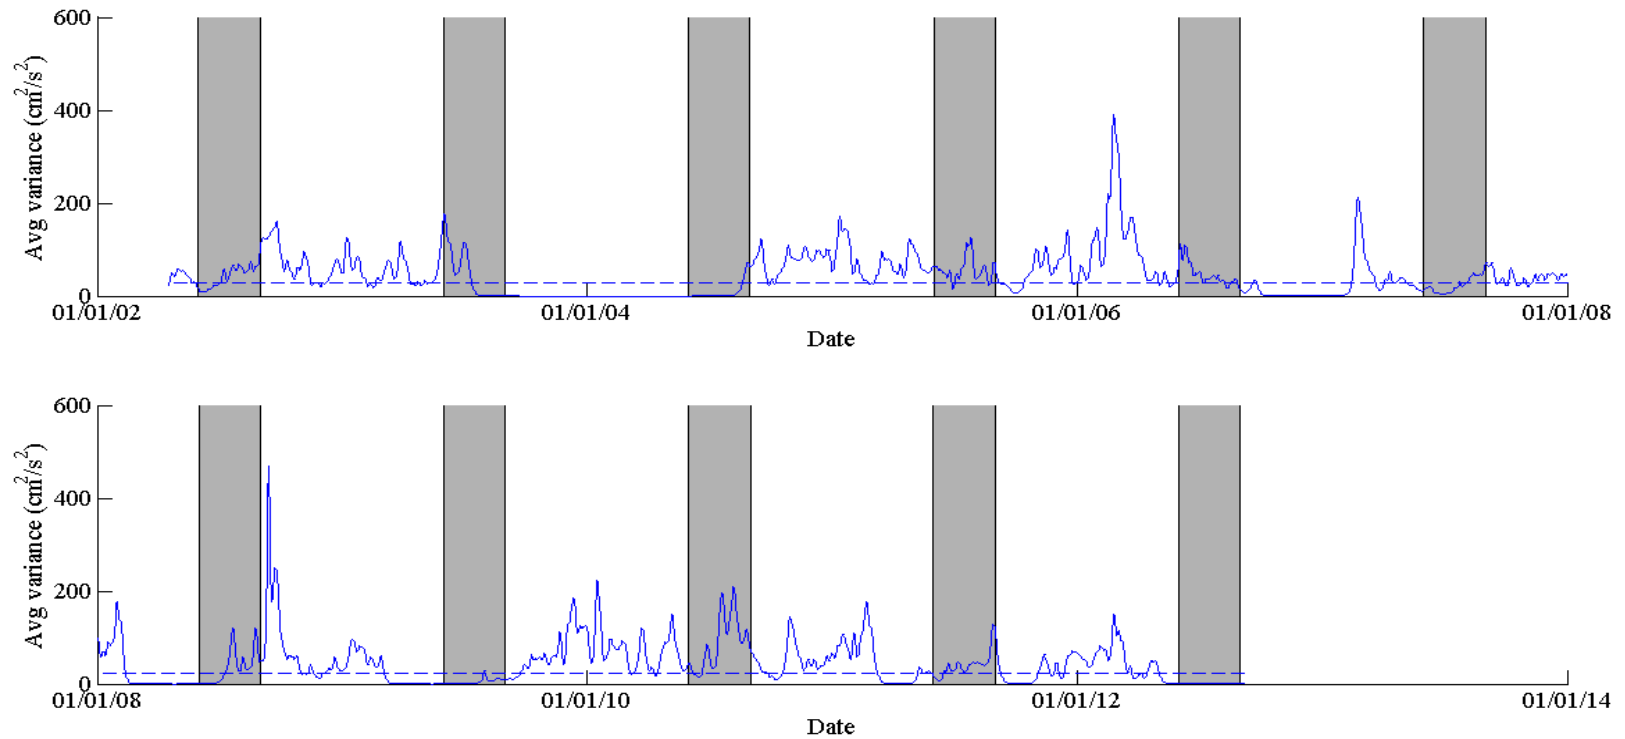 600
400
200
0
Avg variance (cm²/s²)
01/01/02 01/01/04 01/01/06 01/01/08
Date
600
400
200
0
Avg variance (cm²/s²)
01/01/08 01/01/10 01/01/12 01/01/14
Date